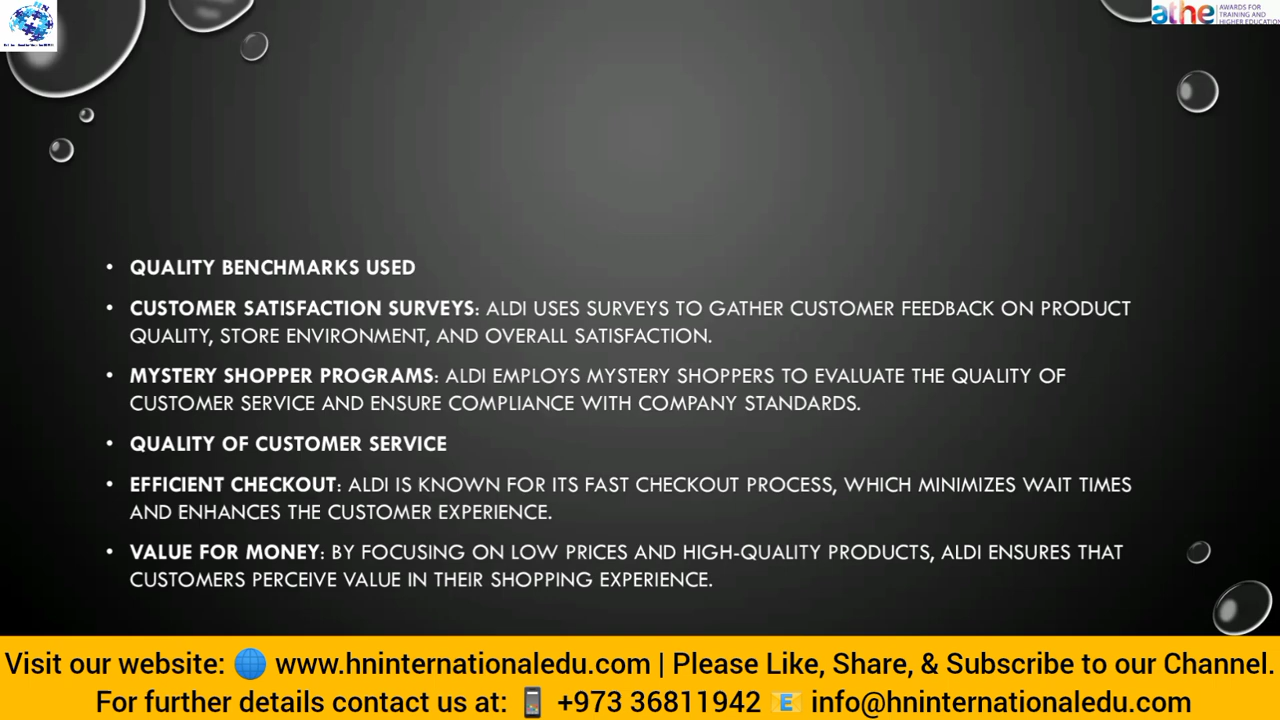 athe AWARDS FOR
TRAINING AND
HIGHER EDUCATION
• QUALITY BENCHMARKS USED
• CUSTOMER SATISFACTION SURVEYS: ALDI USES SURVEYS TO GATHER CUSTOMER FEEDBACK ON PRODUCT
QUALITY, STORE ENVIRONMENT, AND OVERALL SATISFACTION.
• MYSTERY SHOPPER PROGRAMS: ALDI EMPLOYS MYSTERY SHOPPERS TO EVALUATE THE QUALITY OF
CUSTOMER SERVICE AND ENSURE COMPLIANCE WITH COMPANY STANDARDS.
• QUALITY OF CUSTOMER SERVICE
• EFFICIENT CHECKOUT: ALDI IS KNOWN FOR ITS FAST CHECKOUT PROCESS, WHICH MINIMIZES WAIT TIMES
AND ENHANCES THE CUSTOMER EXPERIENCE.
• VALUE FOR MONEY: BY FOCUSING ON LOW PRICES AND HIGH-QUALITY PRODUCTS, ALDI ENSURES THAT
CUSTOMERS PERCEIVE VALUE IN THEIR SHOPPING EXPERIENCE.
Visit our website: 🌐 www.hninternationaledu.com | Please Like, Share, & Subscribe to our Channel.
For further details contact us at: 📱 +973 36811942 📧 info@hninternationaledu.com